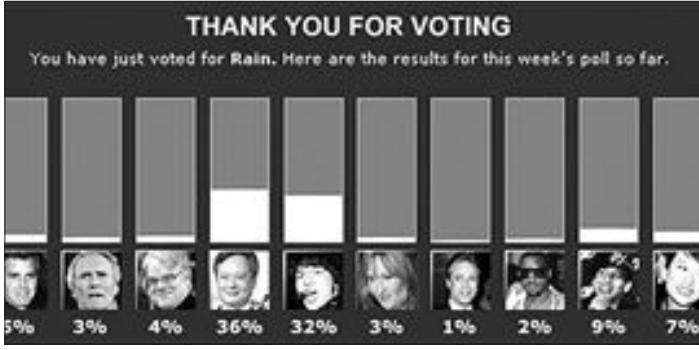 THANK YOU FOR VOTING
You have just voted for Rain. Here are the results for this week's poll so far.
5% 3% 4% 36% 32% 3% 1% 2% 9% 7%